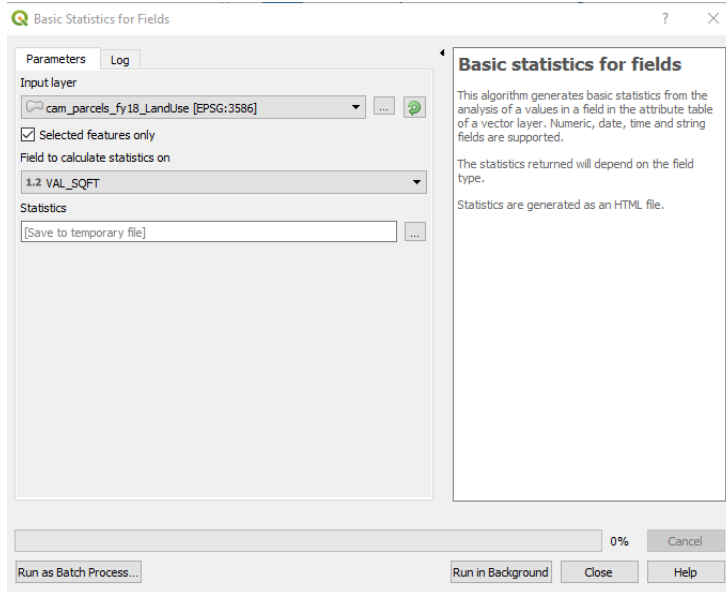 Basic Statistics for Fields
Parameters
Log
Input layer
cam_parcels_fy18_LandUse [EPSG:3586]
...
Selected features only
Field to calculate statistics on
1.2 VAL_SQFT
Statistics
[Save to temporary file]
...
Basic statistics for fields
This algorithm generates basic statistics from the
analysis of a values in a field in the attribute table
of a vector layer. Numeric, date, time and string
fields are supported.
The statistics returned will depend on the field
type.
Statistics are generated as an HTML file.
0%
Cancel
Run as Batch Process...
Run in Background
Close
Help